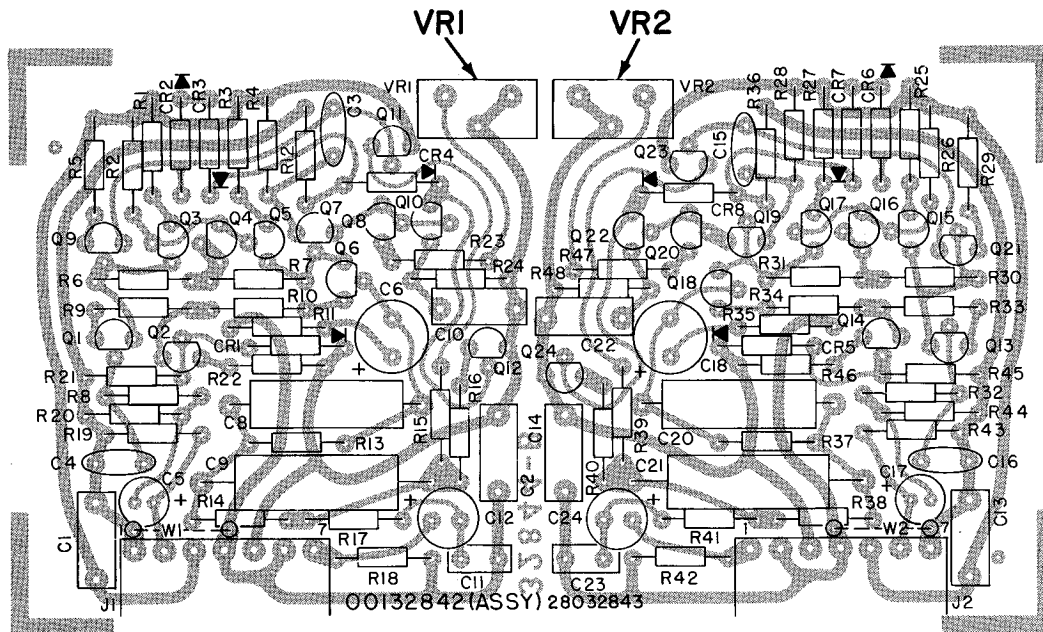 VR1 VR2
VR1 VR2
R1 CR2 CR3 R3 R4 C3 Q11 R36 R28 R27 CR7 CR6 R25
R5 R2 R12 CR4 Q23 C15 R26 R29
Q9 Q3 Q4 Q5 Q7 Q8 Q10 CR8 Q19 Q17 Q16 Q15
Q6 R23 R47 Q22 Q20 Q21
R6 R7 R24 R48 Q18 R31 R30
R9 R10 C6 R34 R33
R11 C10 R35 Q14
Q1 Q2 CR1 Q12 Q24 C22 C18 CR5 Q13
R21 R22 R46 R45
R8 R16 R32
R20 C8 R15 R39 C20 R44
R19 R13 R37 R43
C4 C9 C2 C14 R40 C21 C16
C5 + + + C17 +
R14 C12 C24 R38
C1 1 W1 7 R17 R41 1 W2 7 C13
R18 C11 C23 R42
J1 00132842(ASSY) 28032843 J2
32844-B